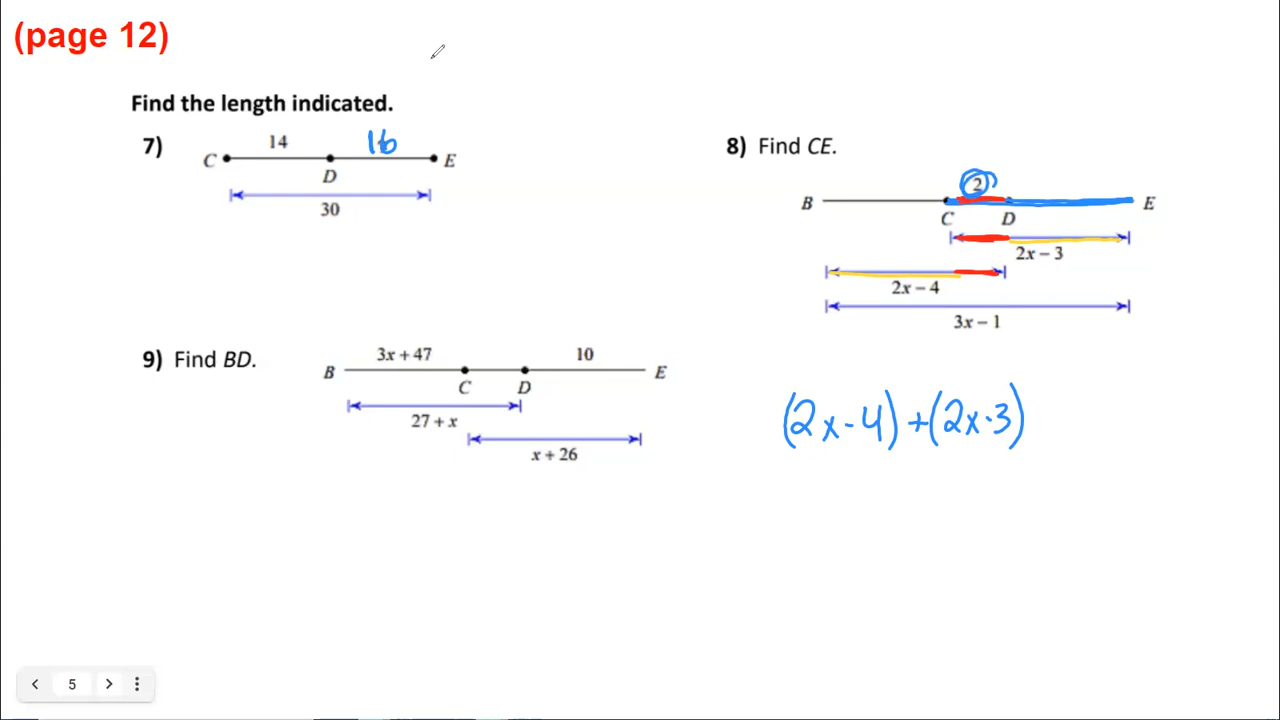 (page 12)
Find the length indicated.
7)
14
16
C
D
E
30
8) Find CE.
2
B
C
D
E
2x – 3
2x – 4
3x – 1
(2x-4)+(2x-3)
9) Find BD.
3x + 47
10
B
C
D
E
27 + x
x + 26
5